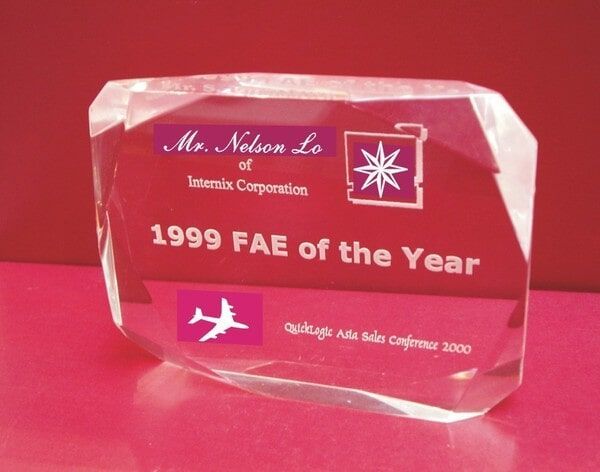 Mr. Nelson Lo
of
Internix Corporation
1999 FAE of the Year
QuickLogic Asia Sales Conference 2000